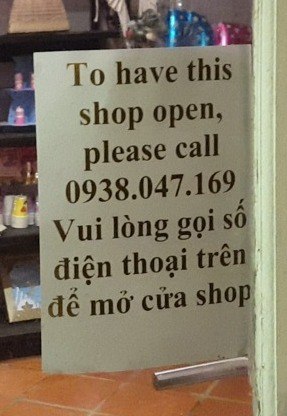 To have this
shop open,
please call
0938.047.169
Vui lòng gọi số
điện thoại trên
để mở cửa shop